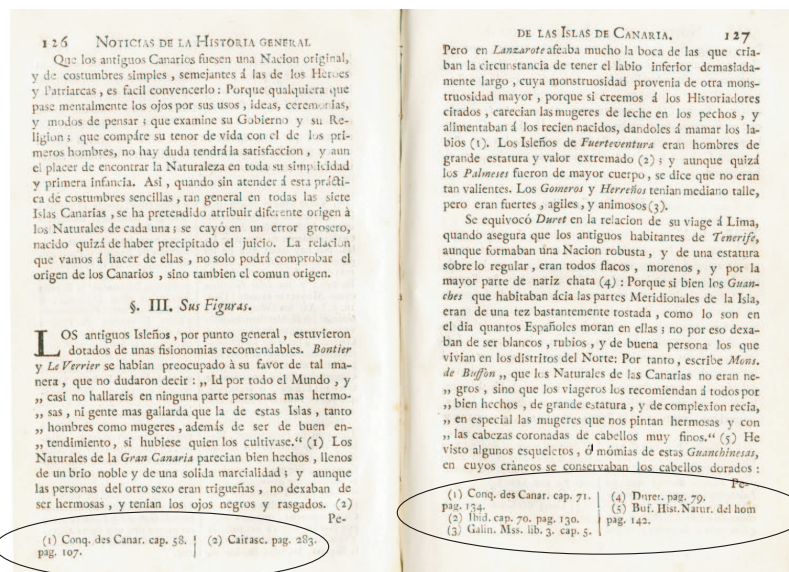 126 NOTICIAS DE LA HISTORIA GENERAL
Que los antiguos Canarios fuesen una Nacion original,
y de costumbres simples, semejantes á las de los Héroes
y Patriarcas, es facil convencerlo: Porque qualquiera que
pase mentalmente los ojos por sus usos, ideas, ceremonias,
y modos de pensar; que examine su Gobierno y su Re-
ligion; que compáre su tenor de vida con el de los pri-
meros hombres, no hay duda tendrá la satisfaccion, y aun
el placer de encontrar la Naturaleza en toda su simplicidad
y primera infancia. Asi, quando sin atender á esta prácti-
ca de costumbres sencillas, tan general en todas las siete
Islas Canarias, se ha pretendido atribuir diferente origen à
los Naturales de cada una; se cayó en un error grosero,
nacido quizá de haber precipitado el juicio. La relacion
que vamos á hacer de ellas, no solo podrá comprobar el
origen de los Canarios, sino tambien el comun origen.
§. III. Sus Figuras.
LOS antiguos Isleños, por punto general, estuvieron
dotados de unas fisionomias recomendables. Bontier
y Le Verrier se habian preocupado à su favor de tal ma-
nera, que no dudaron decir: „ Id por todo el Mundo, y
„ casi no hallareis en ninguna parte personas mas hermo-
„ sas, ni gente mas gallarda que la de estas Islas, tanto
„ hombres como mugeres, además de ser de buen en-
„ tendimiento, si hubiese quien los cultivase.“ (1) Los
Naturales de la Gran Canaria parecian bien hechos, llenos
de un brio noble y de una solida marcialidad; y aunque
las personas del otro sexo eran trigueñas, no dexaban de
ser hermosas, y tenian los ojos negros y rasgados. (2)
Pe-
(1) Conq. des Canar. cap. 58.
pag. 107.
(2) Cairasc. pag. 283.
DE LAS ISLAS DE CANARIA. 127
Pero en Lanzarote afeaba mucho la boca de las que cria-
ban la circunstancia de tener el labio inferior demasiada-
mente largo, cuya monstruosidad provenia de otra mons-
truosidad mayor, porque si creemos á los Historiadores
citados, carecian las mugeres de leche en los pechos, y
alimentaban á los recien nacidos, dandoles á mamar los la-
bios (1). Los Isleños de Fuerteventura eran hombres de
grande estatura y valor extremado (2); y aunque quizá
los Palmeses fueron de mayor cuerpo, se dice que no eran
tan valientes. Los Gomeros y Herreños tenian mediano talle,
pero eran fuertes, agiles, y animosos (3).
Se equivocó Duret en la relacion de su viage á Lima,
quando asegura que los antiguos habitantes de Tenerife,
aunque formaban una Nacion robusta, y de una estatura
sobre lo regular, eran todos flacos, morenos, y por la
mayor parte de nariz chata (4): Porque si bien los Guan-
ches que habitaban ácia las partes Meridionales de la Isla,
eran de una tez bastantemente tostada, como lo son en
el dia quantos Españoles moran en ellas; no por eso dexa-
ban de ser blancos, rubios, y de buena persona los que
vivian en los distritos del Norte: Por tanto, escribe Mons.
de Buffon „ que los Naturales de las Canarias no eran ne-
„ gros, sino que los viageros los recomiendan á todos por
„ bien hechos, de grande estatura, y de complexion recia,
„ en especial las mugeres que nos pintan hermosas y con
„ las cabezas coronadas de cabellos muy finos.“ (5) He
visto algunos esqueletos, ó mómias de estas Guanchinesas,
en cuyos cràneos se conservaban los cabellos dorados:
Pe-
(1) Conq. des Canar. cap. 71.
pag. 134.
(2) Ibid. cap. 70. pag. 130.
(3) Galin. Mss. lib. 3. cap. 5.
(4) Duret. pag. 79.
(5) Buf. Hist. Natur. del hom
pag. 142.